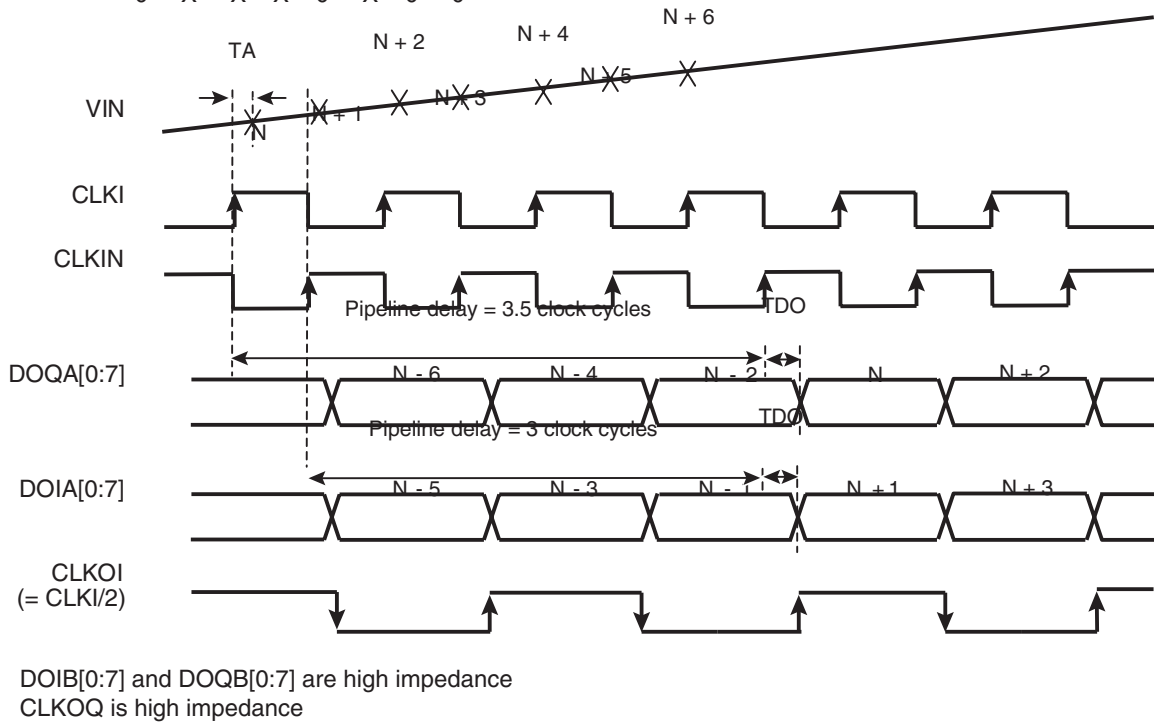 N + 6
N + 4
N + 2
TA
N + 5
N + 3
VIN
N + 1
N
CLKI
CLKIN
Pipeline delay = 3.5 clock cycles
TDO
DOQA[0:7]
N - 6
N - 4
N - 2
N
N + 2
TDO
Pipeline delay = 3 clock cycles
DOIA[0:7]
N - 5
N - 3
N - 1
N + 1
N + 3
CLKOI
(= CLKI/2)
DOIB[0:7] and DOQB[0:7] are high impedance
CLKOQ is high impedance